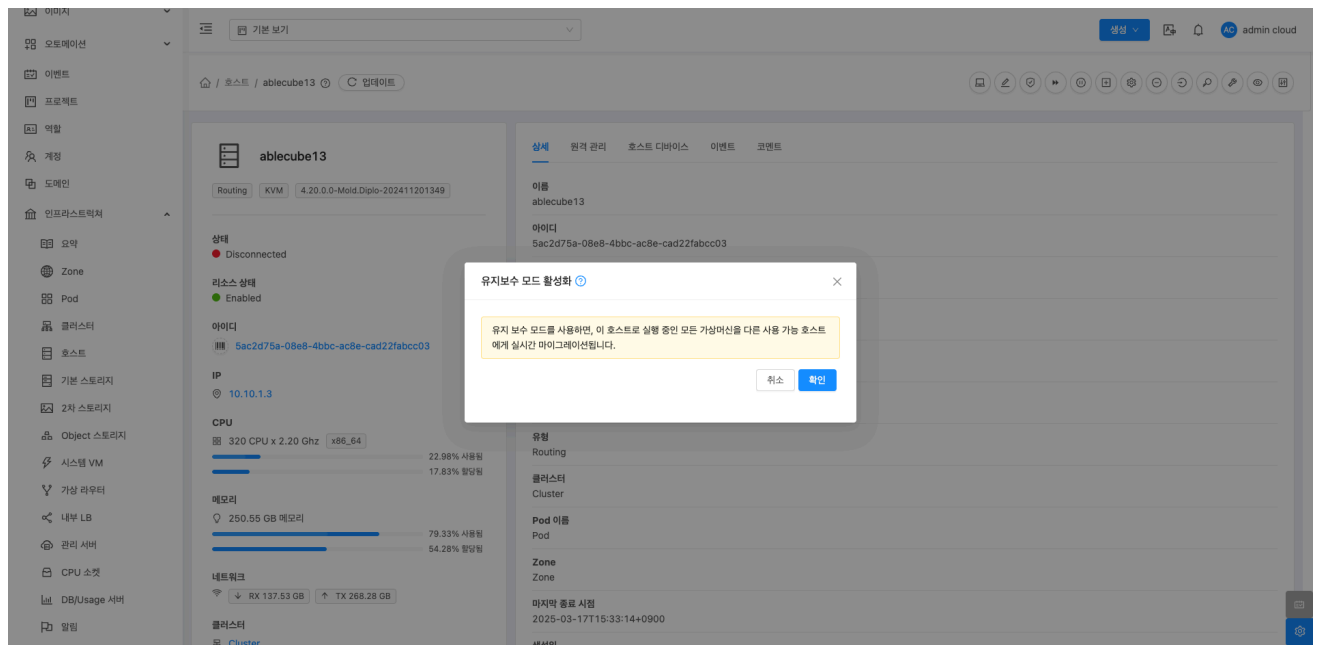 이미지
오토메이션
이벤트
프로젝트
역할
계정
도메인
인프라스트럭쳐
요약
Zone
Pod
클러스터
호스트
기본 스토리지
2차 스토리지
Object 스토리지
시스템 VM
가상 라우터
내부 LB
관리 서버
CPU 소켓
DB/Usage 서버
알림
기본 보기
생성
AC admin cloud
/ 호스트 / ablecube13 업데이트
ablecube13
Routing KVM 4.20.0.0-Mold.Diplo-202411201349
상태
Disconnected
리소스 상태
Enabled
아이디
5ac2d75a-08e8-4bbc-ac8e-cad22fabcc03
IP
10.10.1.3
CPU
320 CPU x 2.20 Ghz x86_64
22.98% 사용됨
17.83% 할당됨
메모리
250.55 GB 메모리
79.33% 사용됨
54.28% 할당됨
네트워크
RX 137.53 GB TX 268.28 GB
클러스터
Cluster
상세 원격 관리 호스트 디바이스 이벤트 코멘트
이름
ablecube13
아이디
5ac2d75a-08e8-4bbc-ac8e-cad22fabcc03
유지보수 모드 활성화
유지 보수 모드를 사용하면, 이 호스트로 실행 중인 모든 가상머신을 다른 사용 가능 호스트
에게 실시간 마이그레이션됩니다.
취소 확인
유형
Routing
클러스터
Cluster
Pod 이름
Pod
Zone
Zone
마지막 종료 시점
2025-03-17T15:33:14+0900